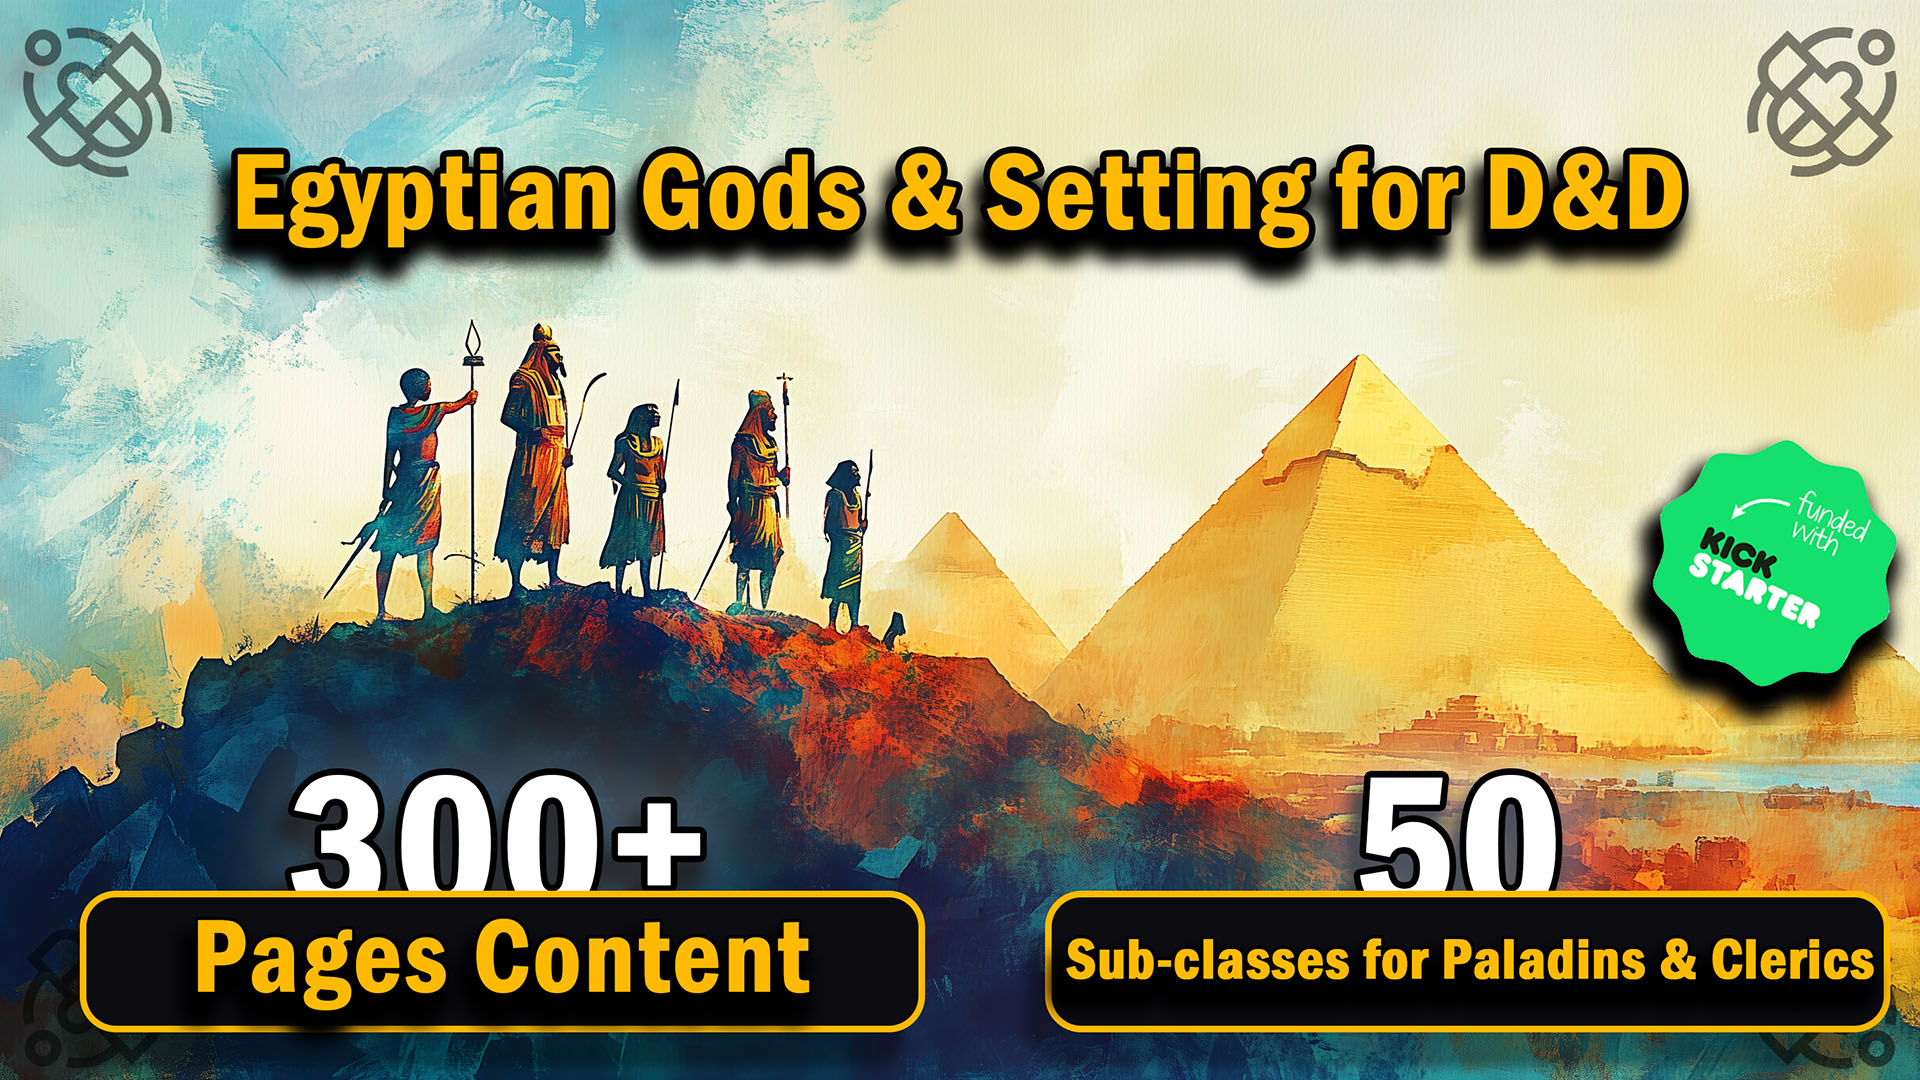 Egyptian Gods & Setting for D&D
funded
with
KICK
STARTER
300+
50
Pages Content
Sub-classes for Paladins & Clerics